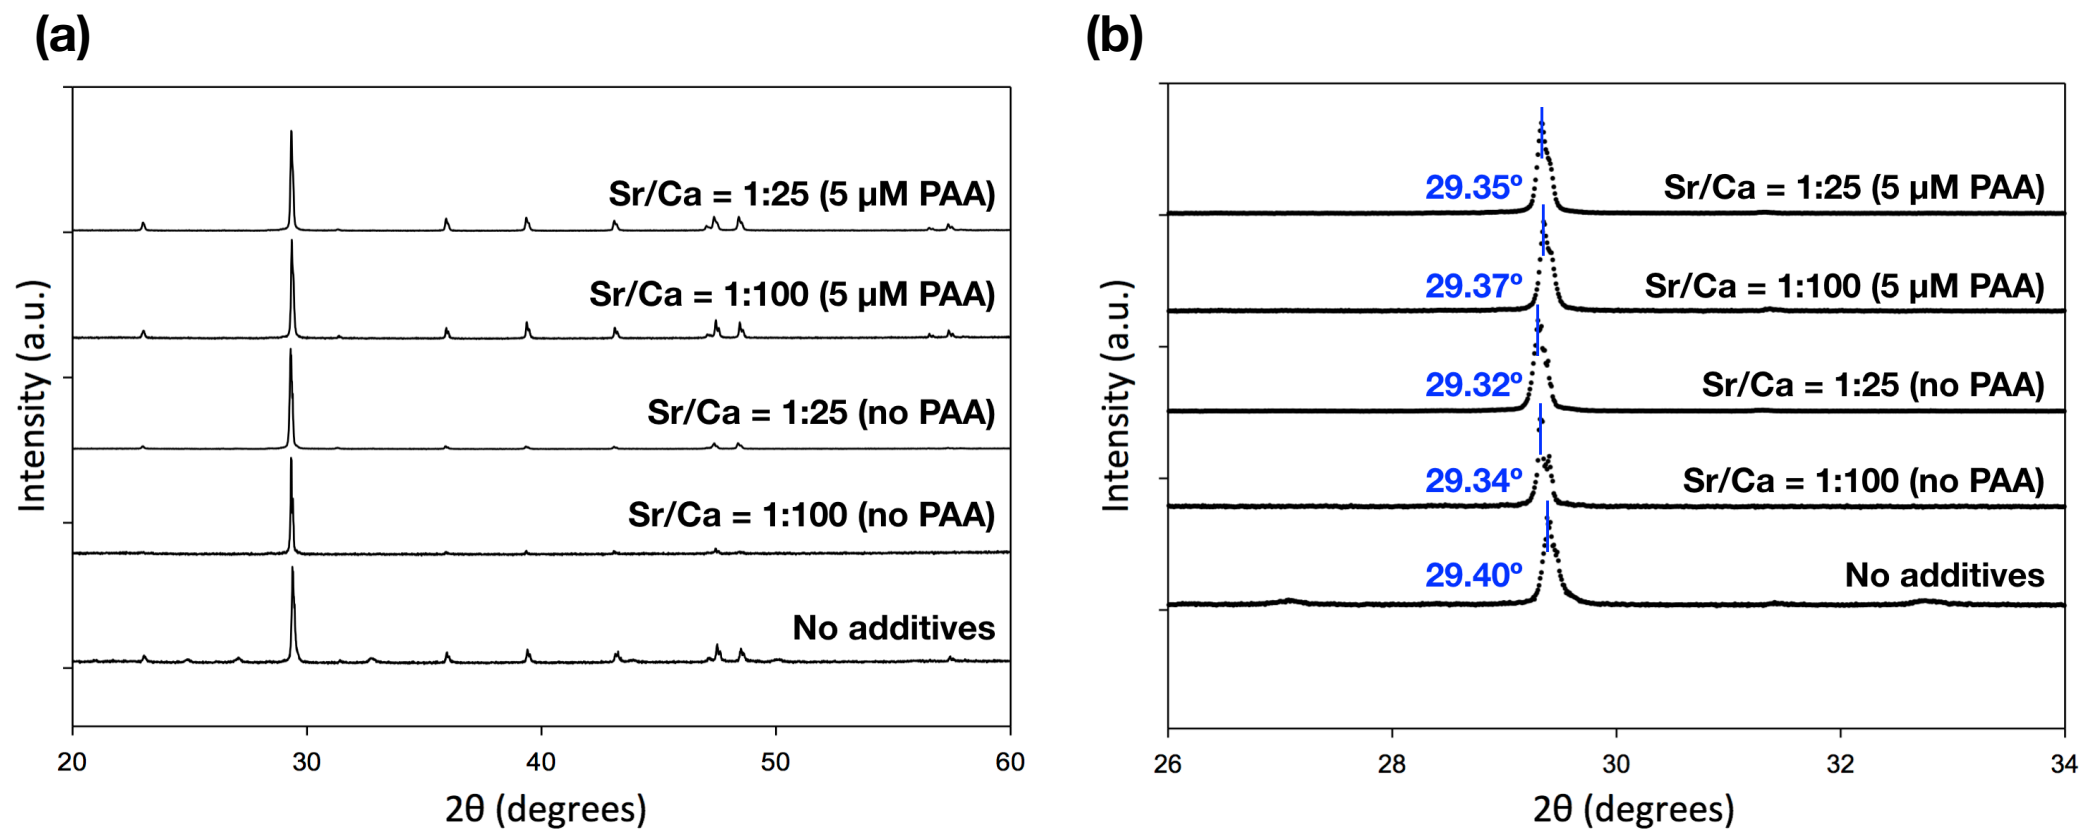 (a)
Intensity (a.u.)
Sr/Ca = 1:25 (5 µM PAA)
Sr/Ca = 1:100 (5 µM PAA)
Sr/Ca = 1:25 (no PAA)
Sr/Ca = 1:100 (no PAA)
No additives
20 30 40 50 60
2θ (degrees)
(b)
Intensity (a.u.)
29.35º Sr/Ca = 1:25 (5 µM PAA)
29.37º Sr/Ca = 1:100 (5 µM PAA)
29.32º Sr/Ca = 1:25 (no PAA)
29.34º Sr/Ca = 1:100 (no PAA)
29.40º No additives
26 28 30 32 34
2θ (degrees)